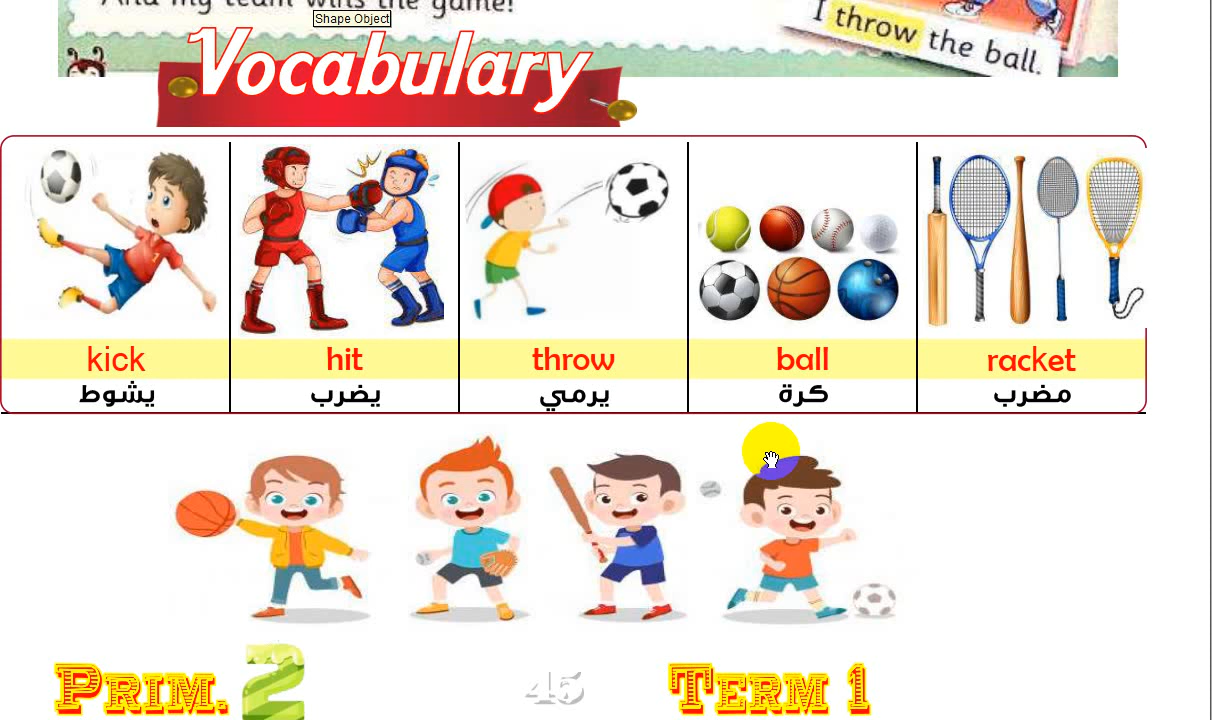 And my team wins the game!
Shape Object
I throw the ball.
Vocabulary
kick hit throw ball racket
يشوط يضرب يرمي كرة مضرب
PRIM. 2 45 TERM 1